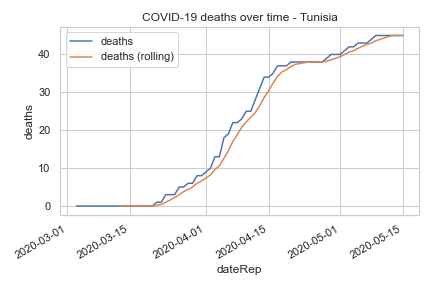 COVID-19 deaths over time - Tunisia
deaths
deaths (rolling)
deaths
40
30
20
10
0
2020-03-01
2020-03-15
2020-04-01
2020-04-15
2020-05-01
2020-05-15
dateRep